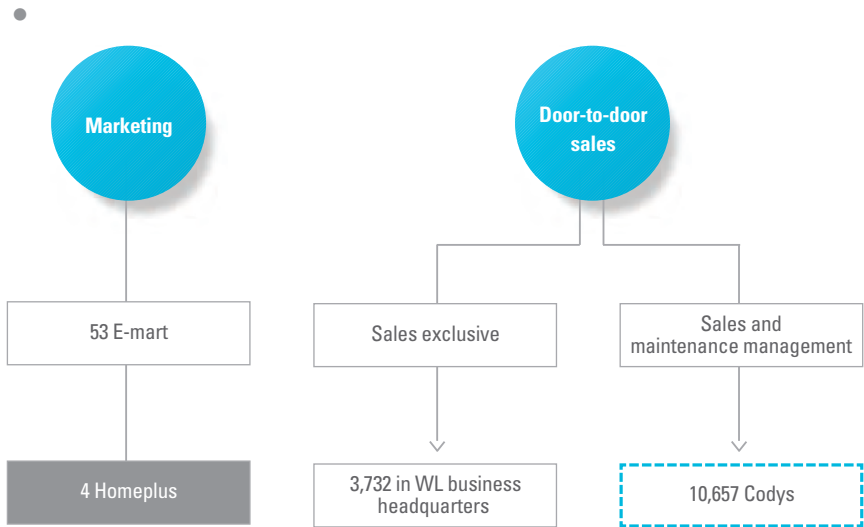 Marketing
53 E-mart
4 Homeplus
Door-to-door
sales
Sales exclusive
3,732 in WL business
headquarters
Sales and
maintenance management
10,657 Codys